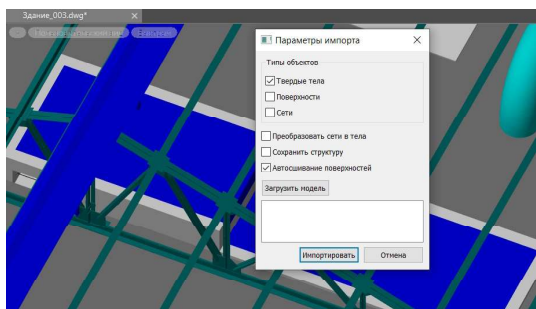 Здание_003.dwg*
Параметры импорта
Типы объектов
Твердые тела
Поверхности
Сети
Преобразовать сети в тела
Сохранить структуру
Автосшивание поверхностей
Загрузить модель
Импортировать
Отмена